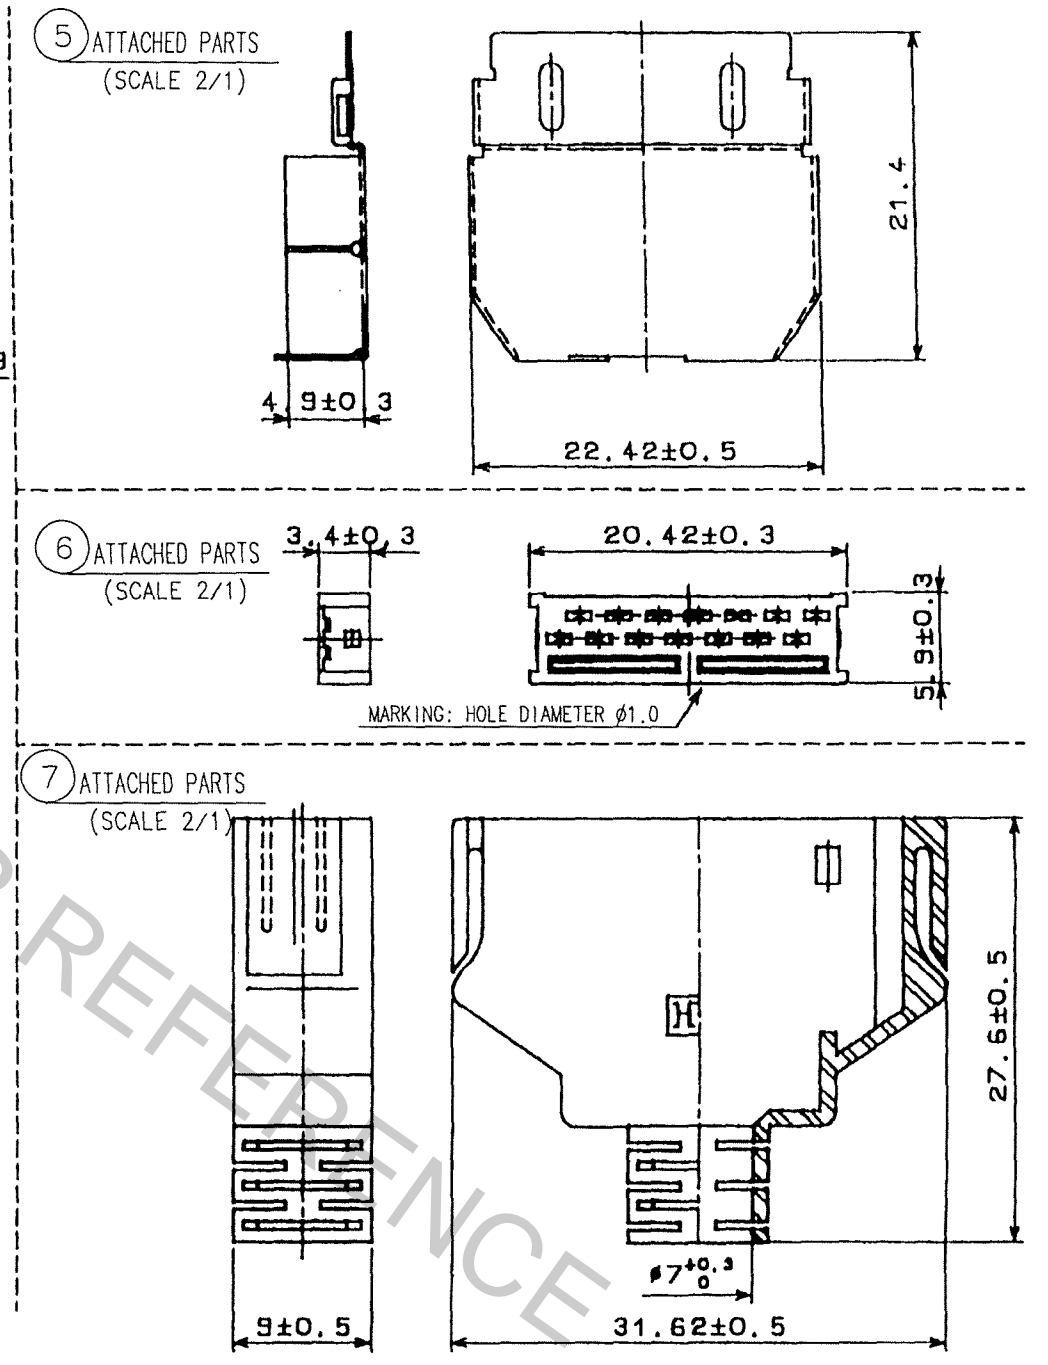 5 ATTACHED PARTS
(SCALE 2/1)
21.4
4.9±0.3
22.42±0.5
6 ATTACHED PARTS
(SCALE 2/1)
3.4±0.3
20.42±0.3
5.9±0.3
MARKING: HOLE DIAMETER ø1.0
7 ATTACHED PARTS
(SCALE 2/1)
H
27.6±0.5
ø7 +0.3 0
9±0.5
31.62±0.5
REFERENCE